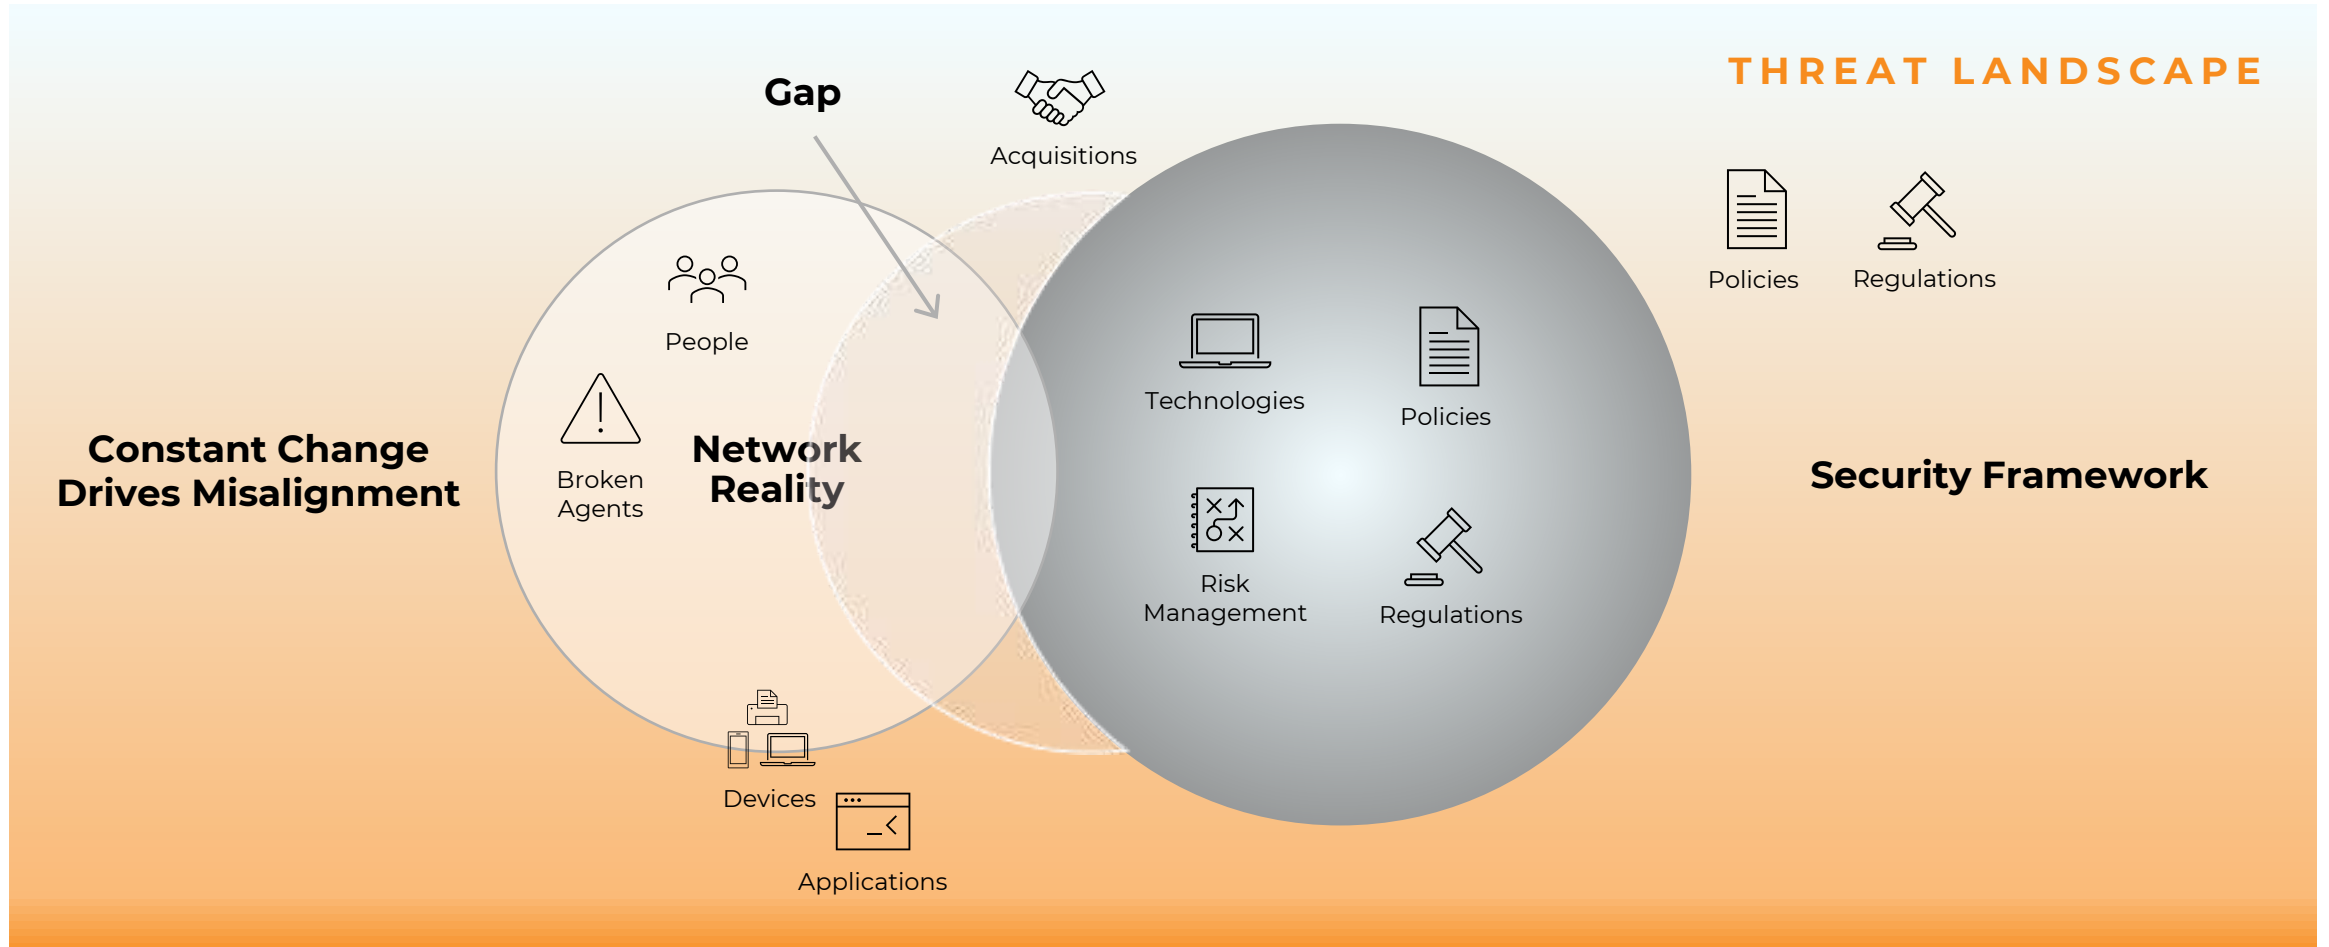 THREAT LANDSCAPE
Gap
Acquisitions
Policies
Regulations
People
Technologies
Policies
Constant Change
Drives Misalignment
Network
Reality
Broken
Agents
Security Framework
Risk
Management
Regulations
Devices
Applications